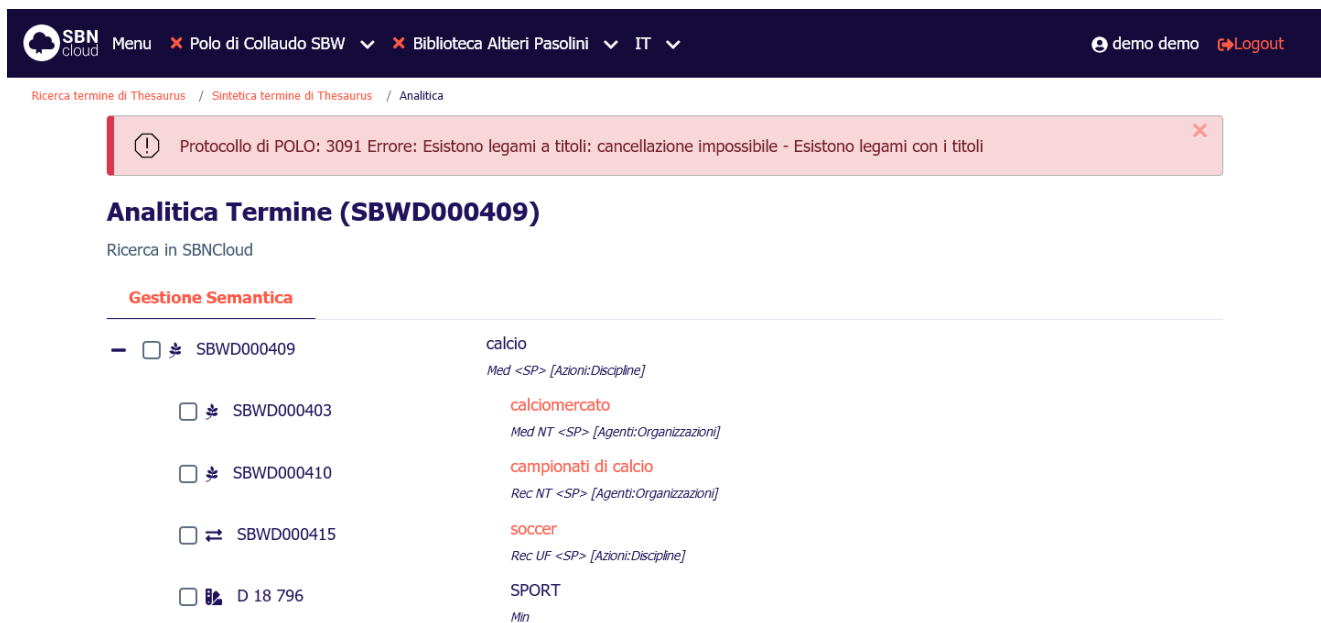 SBN cloud Menu Polo di Collaudo SBW Biblioteca Altieri Pasolini IT demo demo Logout
Ricerca termine di Thesaurus / Sintetica termine di Thesaurus / Analitica
Protocollo di POLO: 3091 Errore: Esistono legami a titoli: cancellazione impossibile - Esistono legami con i titoli
Analitica Termine (SBWD000409)
Ricerca in SBNCloud
Gestione Semantica
SBWD000409 calcio
Med <SP> [Azioni:Discipline]
SBWD000403 calciomercato
Med NT <SP> [Agenti:Organizzazioni]
SBWD000410 campionati di calcio
Rec NT <SP> [Agenti:Organizzazioni]
SBWD000415 soccer
Rec UF <SP> [Azioni:Discipline]
D 18 796 SPORT
Min